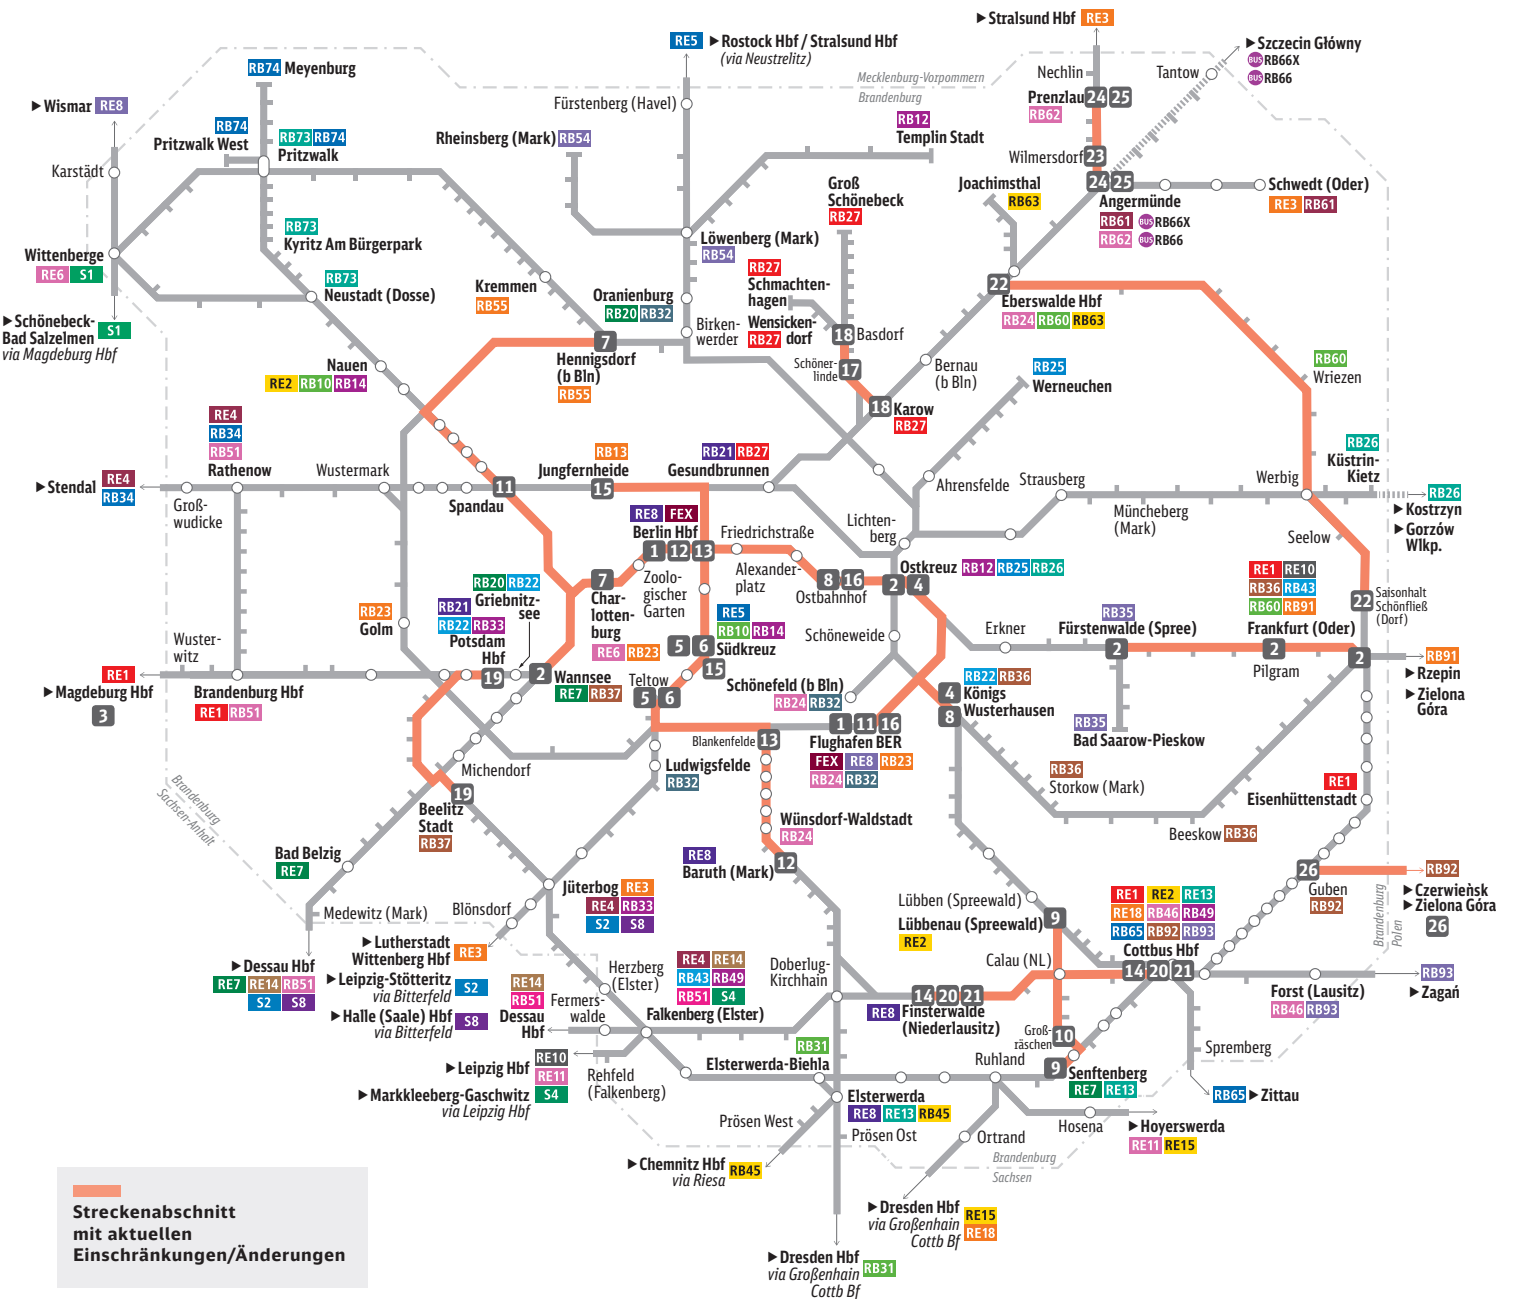 ▶ Stralsund Hbf RE3
RE5 ▶ Rostock Hbf / Stralsund Hbf
(via Neustrelitz)
▶ Szczecin Główny
BUS RB66X
BUS RB66
Mecklenburg-Vorpommern
Brandenburg
Nechlin
Tantow
RB74 Meyenburg
▶ Wismar RE8
Fürstenberg (Havel)
Prenzlau 24 25
RB62
RB74
Pritzwalk West
RB73 RB74
Pritzwalk
Rheinsberg (Mark) RB54
RB12
Templin Stadt
Wilmersdorf 23
Karstädt
24 25
Angermünde
RB61 BUS RB66X
RB62 BUS RB66
Schwedt (Oder)
RE3 RB61
Joachimsthal
RB63
Groß
Schönebeck
RB27
RB73
Kyritz Am Bürgerpark
Wittenberge
RE6 S1
Löwenberg (Mark)
RB54
RB27
Schmachten-
hagen
RB73
Neustadt (Dosse)
Kremmen
RB55
Oranienburg
RB20 RB32
22
Eberswalde Hbf
RB24 RB60 RB63
▶ Schönebeck-
Bad Salzelmen
via Magdeburg Hbf
S1
Birken-
werder
Wensicken-
dorf
RB27
18 Basdorf
7
Hennigsdorf
(b Bln)
RB55
Schöner-
linde
17
Bernau
(b Bln)
RB25
Werneuchen
RB60
Wriezen
Nauen
RE2 RB10 RB14
18 Karow
RB27
RE4
RB34
RB51
Rathenow
Wustermark
RB13
Jungfernheide
15
RB21 RB27
Gesundbrunnen
RB26
Küstrin-
Kietz
▶ Stendal RE4
RB34
Groß-
wudicke
11
Spandau
Ahrensfelde
Strausberg
Müncheberg
(Mark)
Werbig
RB26
▶ Kostrzyn
▶ Gorzów
Wlkp.
RE8 FEX
Berlin Hbf
1 12 13
Friedrichstraße
Lichten-
berg
Seelow
Zoolo-
gischer
Garten
Alexander-
platz
8 16
Ostbahnhof
Ostkreuz RB12 RB25 RB26
2 4
RE1 RE10
RB36 RB43
RB60 RB91
Frankfurt (Oder)
22 Saisonhalt
Schönfließ
(Dorf)
RB20 RB22
Griebnitz-
see
7
Char-
lotten-
burg
RE6 RB23
RB23
Golm
RB21
RB22 RB33
Potsdam
Hbf
19
RE5
RB10 RB14
Südkreuz
5 6
15
Schöneweide
Erkner
RB35
Fürstenwalde (Spree)
2
2
Pilgram
2
RB91
▶ Rzepin
▶ Zielona
Góra
Wuster-
witz
RE1
▶ Magdeburg Hbf
3
Brandenburg Hbf
RE1 RB51
2 Wannsee
RE7 RB37
Teltow
5 6
Schönefeld (b Bln)
RB24 RB32
RB22 RB36
4 Königs
8 Wusterhausen
RB35
Bad Saarow-Pieskow
Blankenfelde
13
1 11 16
Flughafen BER
FEX RE8 RB23
RB24 RB32
Michendorf
Ludwigsfelde
RB32
RB36
Storkow (Mark)
RE1
Eisenhüttenstadt
Brandenburg
Sachsen-Anhalt
19
Beelitz
Stadt
RB37
Wünsdorf-Waldstadt
RB24
Beeskow RB36
Bad Belzig
RE7
RE8
Baruth (Mark)
12
26
Guben
RB92
RB92
▶ Czerwieńsk
▶ Zielona Góra
26
Medewitz (Mark)
Blönsdorf
Jüterbog RE3
RE4 RB33
S2 S8
Lübben (Spreewald)
Lübbenau (Spreewald) 9
RE2
RE1 RE2 RE13
RE18 RB46 RB49
RB65 RB92 RB93
Cottbus Hbf
14 20 21
Brandenburg
Polen
▶ Lutherstadt
Wittenberg Hbf RE3
▶ Dessau Hbf
RE7 RE14 RB51
S2 S8
▶ Leipzig-Stötteritz
via Bitterfeld S2
▶ Halle (Saale) Hbf
via Bitterfeld S8
RE14
RB51
Dessau
Hbf
Herzberg
(Elster)
Fermers-
walde
RE4 RE14
RB43 RB49
RB51 S4
Falkenberg (Elster)
Doberlug-
Kirchhain
Calau (NL)
14 20 21
RE8 Finsterwalde
(Niederlausitz)
RB93
▶ Zagań
Forst (Lausitz)
RB46 RB93
Groß-
räschen
10
Spremberg
▶ Leipzig Hbf RE10
RE11
▶ Markkleeberg-Gaschwitz S4
via Leipzig Hbf
Rehfeld
(Falkenberg)
RB31
Elsterwerda-Biehla
Ruhland
9
Senftenberg
RE7 RE13
RB65 ▶ Zittau
Elsterwerda
RE8 RE13 RB45
Prösen West
Prösen Ost
Hosena
▶ Hoyerswerda
RE11 RE15
Ortrand
Brandenburg
Sachsen
▶ Chemnitz Hbf
via Riesa RB45
▶ Dresden Hbf
via Großenhain
Cottb Bf
RE15
RE18
▶ Dresden Hbf
via Großenhain
Cottb Bf
RB31
Streckenabschnitt
mit aktuellen
Einschränkungen/Änderungen